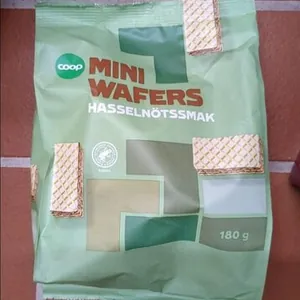 coop
MINI
WAFERS
HASSELNÖTSSMAK
180 g